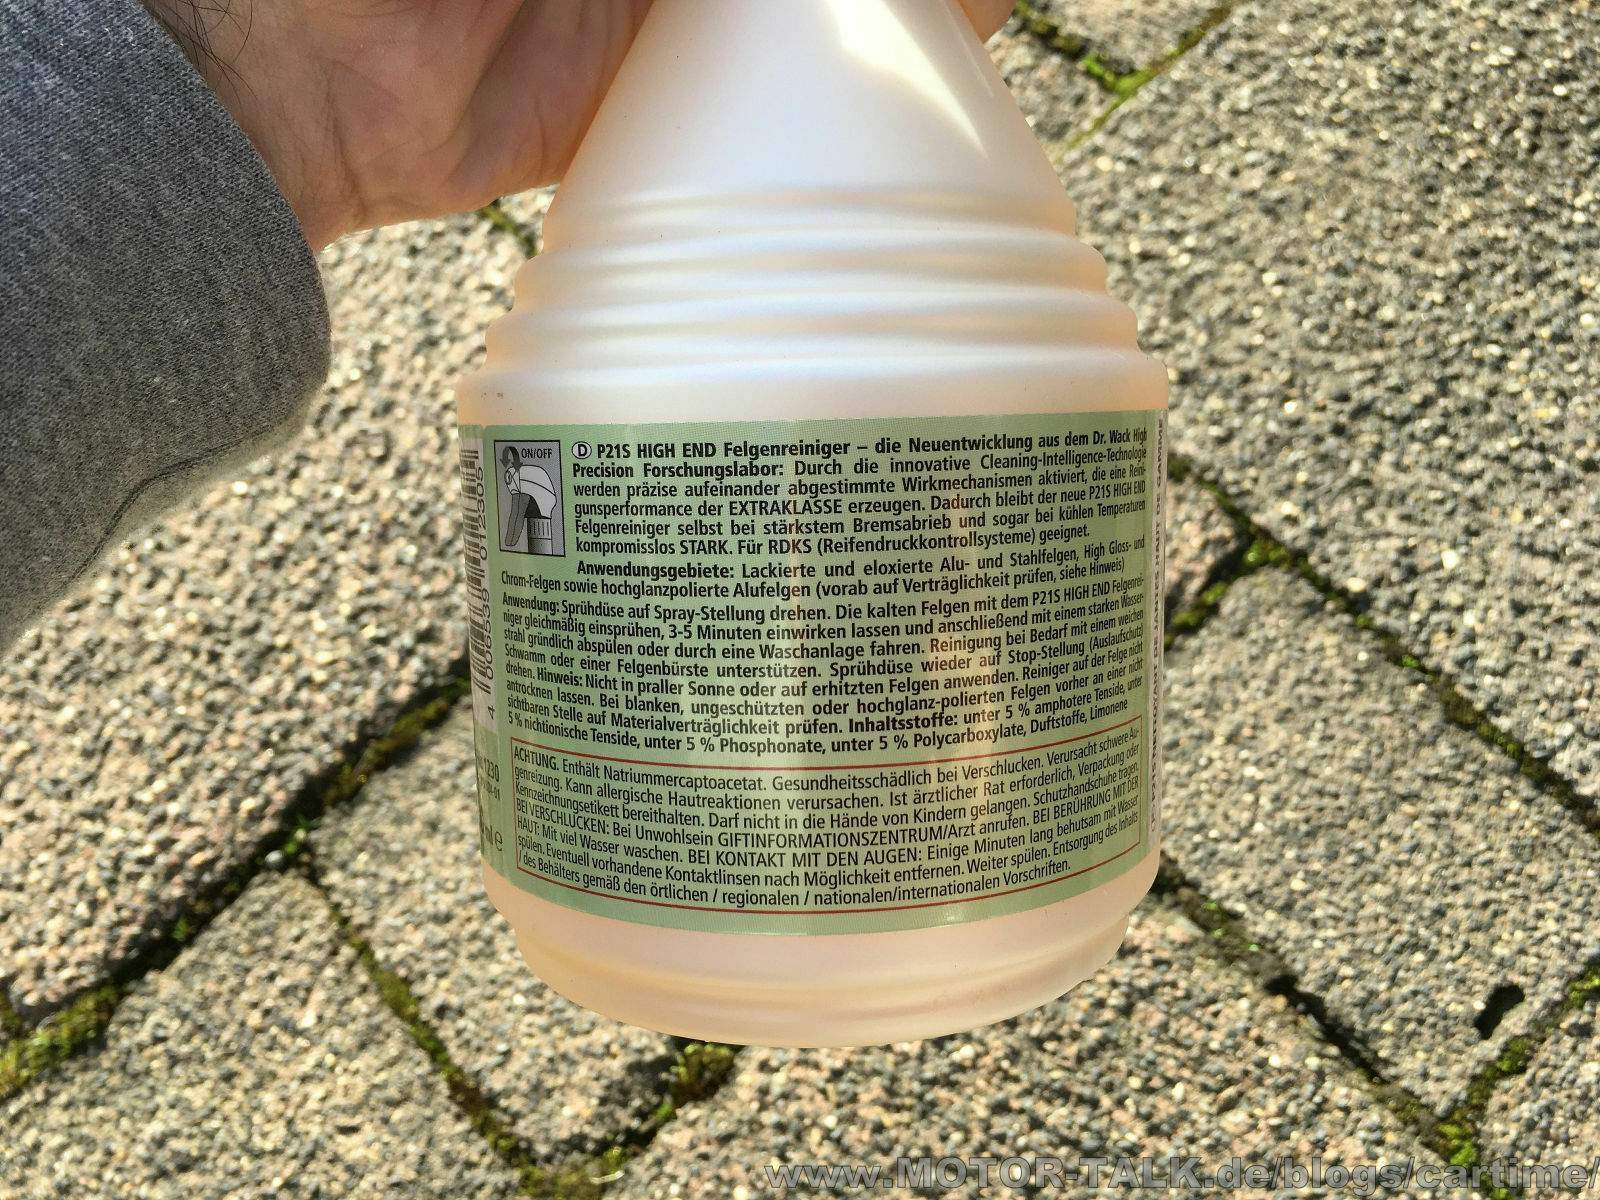 ON/OFF
D P21S HIGH END Felgenreiniger – die Neuentwicklung aus dem Dr. Wack High
Precision Forschungslabor: Durch die innovative Cleaning-Intelligence-Technologie
werden präzise aufeinander abgestimmte Wirkmechanismen aktiviert, die eine Reini-
gunsperformance der EXTRAKLASSE erzeugen. Dadurch bleibt der neue P21S HIGH END
Felgenreiniger selbst bei stärkstem Bremsabrieb und sogar bei kühlen Temperaturen
kompromisslos STARK. Für RDKS (Reifendruckkontrollsysteme) geeignet.
Anwendungsgebiete: Lackierte und eloxierte Alu- und Stahlfelgen, High Gloss- und
Chrom-Felgen sowie hochglanzpolierte Alufelgen (vorab auf Verträglichkeit prüfen, siehe Hinweis)
Anwendung: Sprühdüse auf Spray-Stellung drehen. Die kalten Felgen mit dem P21S HIGH END Felgenrei-
niger gleichmäßig einsprühen, 3-5 Minuten einwirken lassen und anschließend mit einem starken Wasser-
strahl gründlich abspülen oder durch eine Waschanlage fahren. Reinigung bei Bedarf mit einem weichen
Schwamm oder einer Felgenbürste unterstützen. Sprühdüse wieder auf Stop-Stellung (Auslaufschutz)
drehen. Hinweis: Nicht in praller Sonne oder auf erhitzten Felgen anwenden. Reiniger auf der Felge nicht
antrocknen lassen. Bei blanken, ungeschützten oder hochglanz-polierten Felgen vorher an einer nicht
sichtbaren Stelle auf Materialverträglichkeit prüfen. Inhaltsstoffe: unter 5 % amphotere Tenside, unter
5 % nichtionische Tenside, unter 5 % Phosphonate, unter 5 % Polycarboxylate, Duftstoffe, Limonene
ACHTUNG. Enthält Natriummercaptoacetat. Gesundheitsschädlich bei Verschlucken. Verursacht schwere Au-
genreizung. Kann allergische Hautreaktionen verursachen. Ist ärztlicher Rat erforderlich, Verpackung oder
Kennzeichnungsetikett bereithalten. Darf nicht in die Hände von Kindern gelangen. Schutzhandschuhe tragen.
BEI VERSCHLUCKEN: Bei Unwohlsein GIFTINFORMATIONSZENTRUM/Arzt anrufen. BEI BERÜHRUNG MIT DER
HAUT: Mit viel Wasser waschen. BEI KONTAKT MIT DEN AUGEN: Einige Minuten lang behutsam mit Wasser
spülen. Eventuell vorhandene Kontaktlinsen nach Möglichkeit entfernen. Weiter spülen. Entsorgung des Inhalts
/ des Behälters gemäß den örtlichen / regionalen / nationalen/internationalen Vorschriften.
4 006539 012305
1230
ml e
www.MOTOR-TALK.de/blogs/cartime/